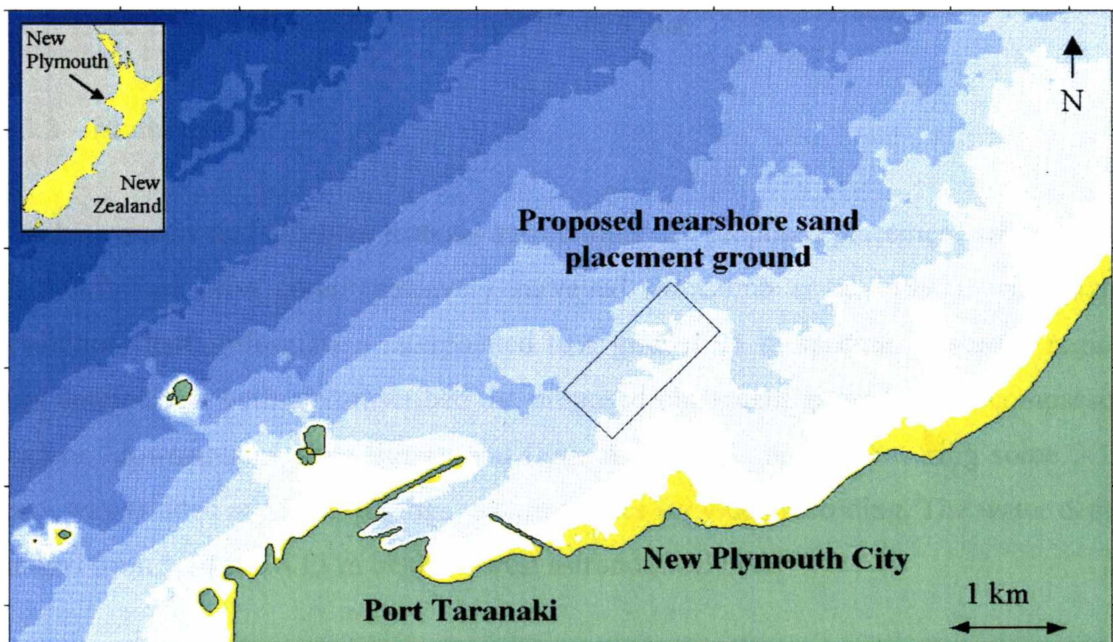 New
Plymouth
New
Zealand
N
Proposed nearshore sand
placement ground
New Plymouth City
Port Taranaki
1 km